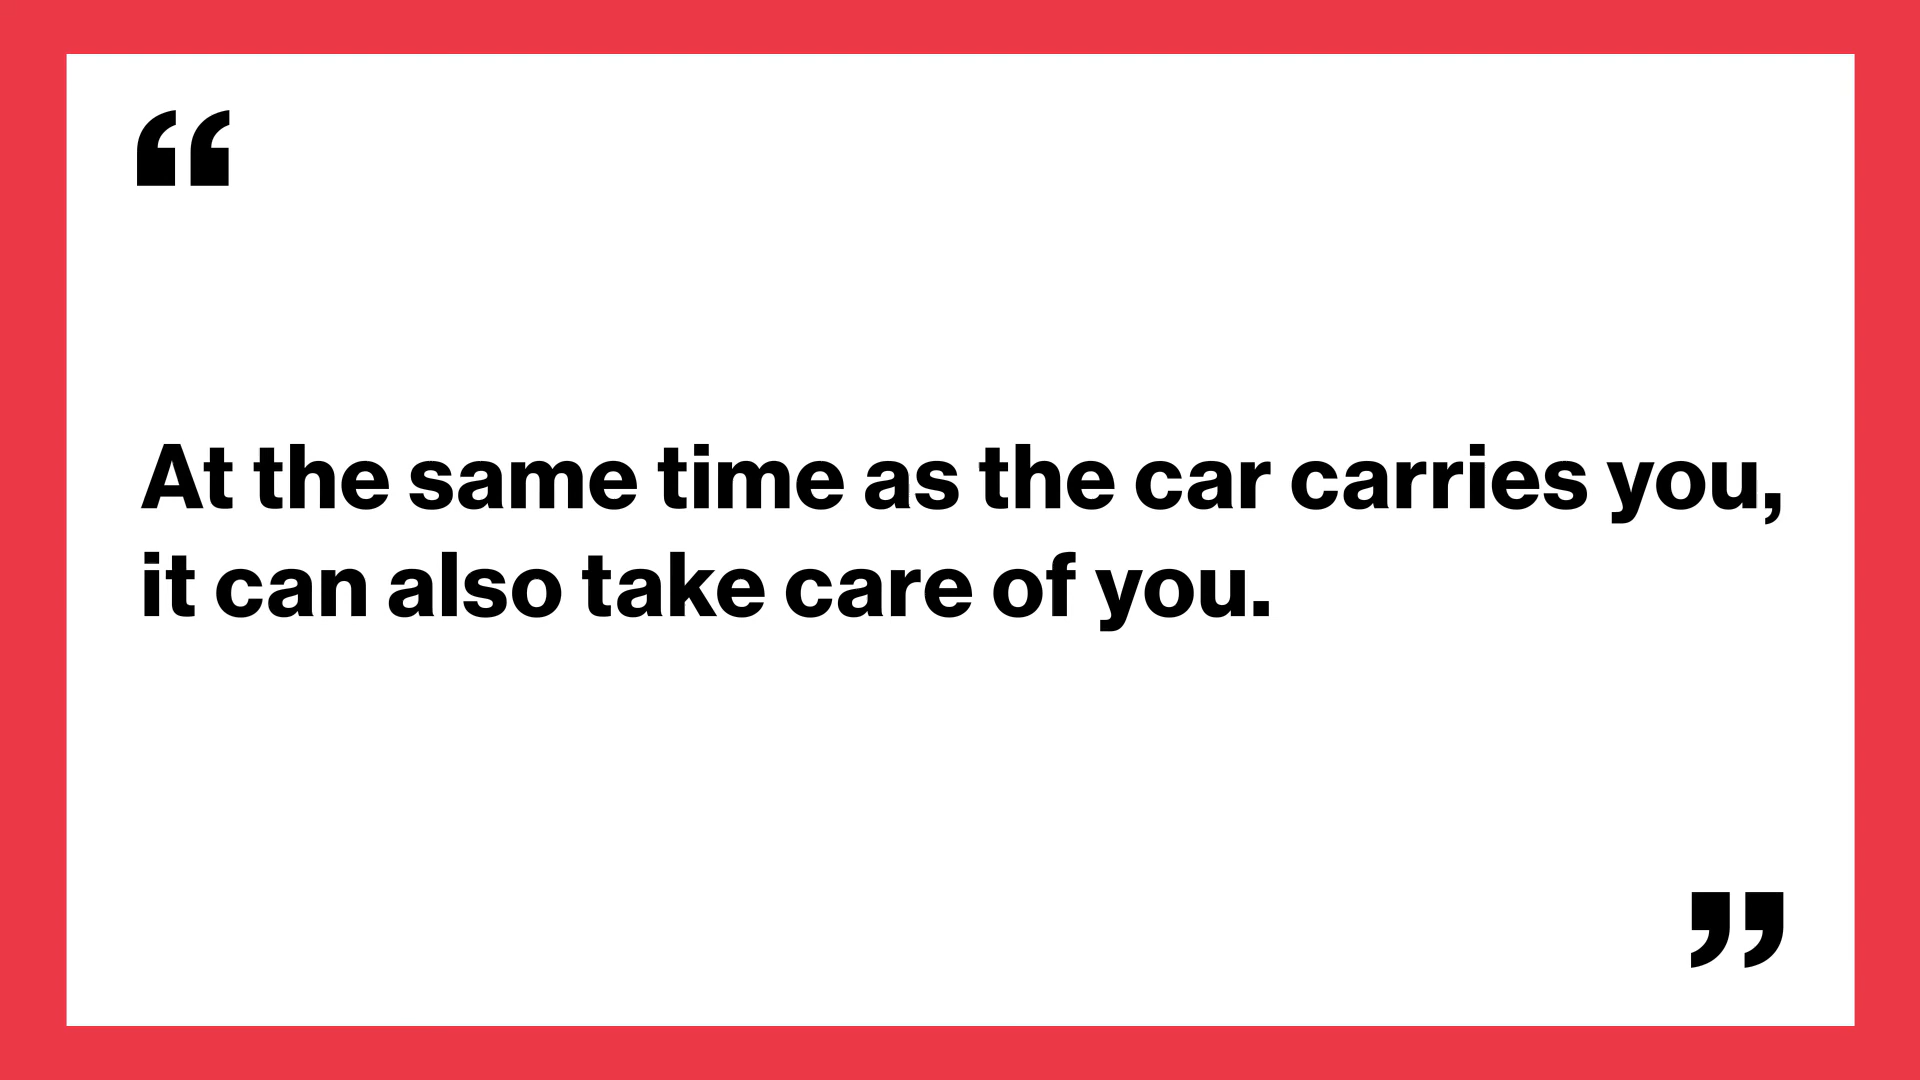 “
At the same time as the car carries you,
it can also take care of you.
”